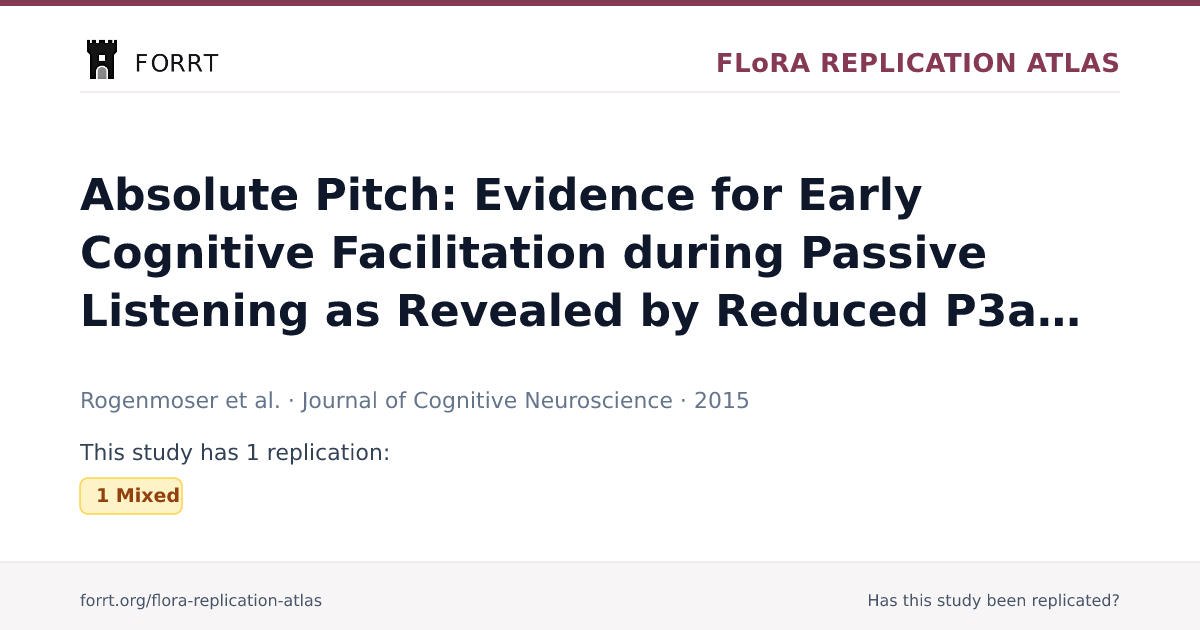 FORRT
FLoRA REPLICATION ATLAS
Absolute Pitch: Evidence for Early
Cognitive Facilitation during Passive
Listening as Revealed by Reduced P3a…
Rogenmoser et al. · Journal of Cognitive Neuroscience · 2015
This study has 1 replication:
1 Mixed
forrt.org/flora-replication-atlas
Has this study been replicated?